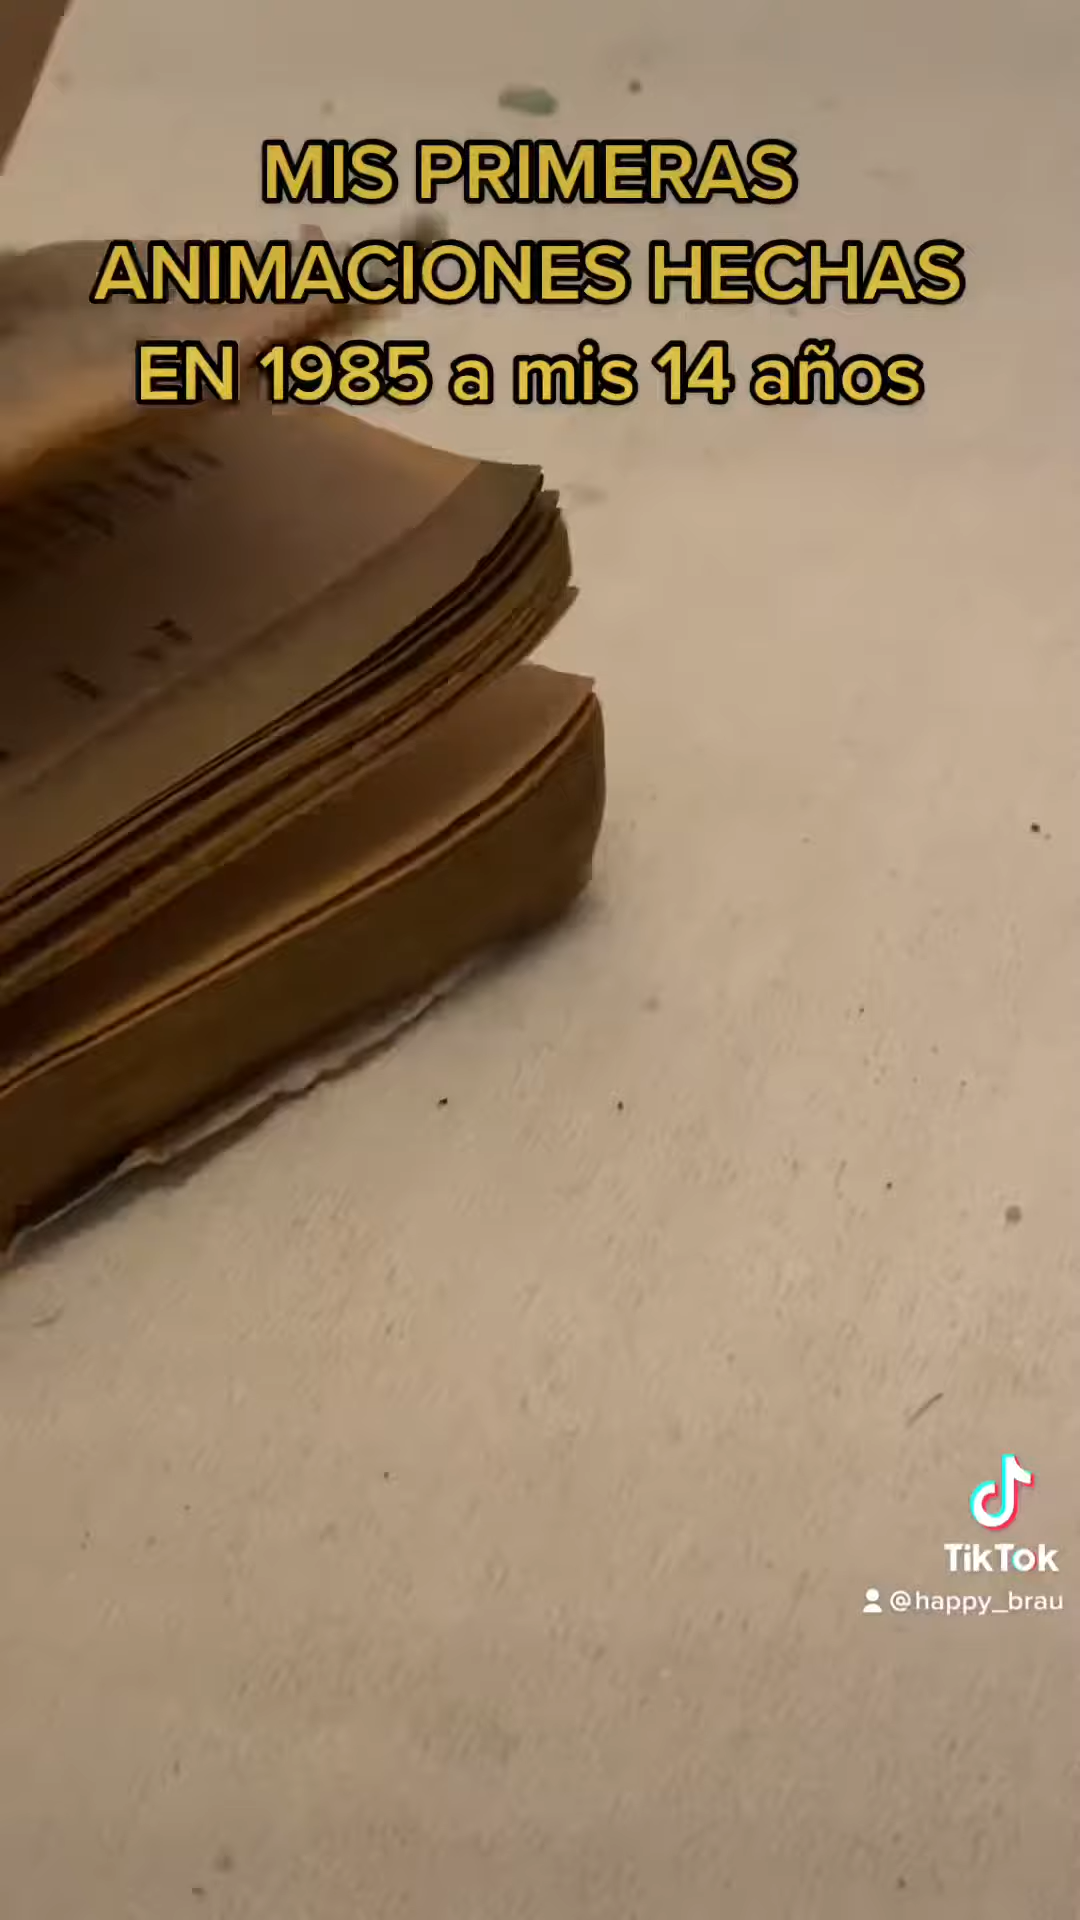 MIS PRIMERAS
ANIMACIONES HECHAS
EN 1985 a mis 14 años
TikTok
@happy_brau